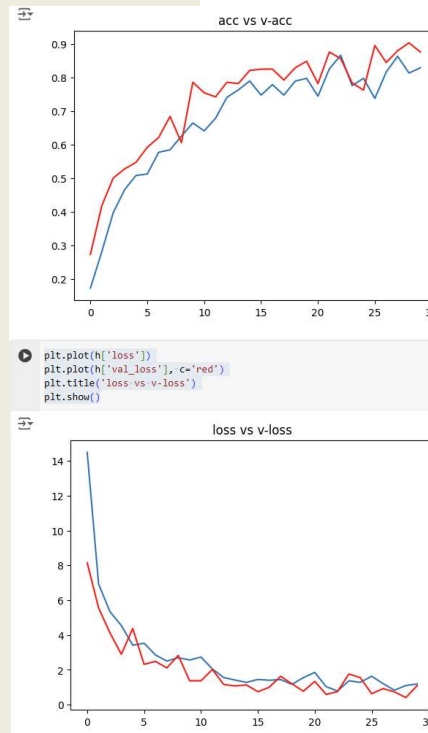 acc vs v-acc
0.9
0.8
0.7
0.6
0.5
0.4
0.3
0.2
0 5 10 15 20 25
plt.plot(h['loss'])
plt.plot(h['val_loss'], c='red')
plt.title('loss vs v-loss')
plt.show()
loss vs v-loss
14
12
10
8
6
4
2
0
0 5 10 15 20 25